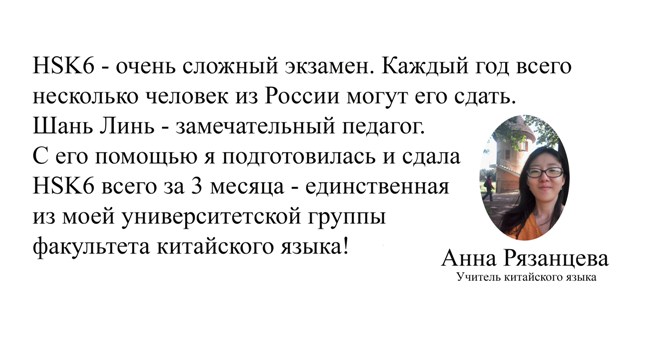 HSK6 - очень сложный экзамен. Каждый год всего
несколько человек из России могут его сдать.
Шань Линь - замечательный педагог.
С его помощью я подготовилась и сдала
HSK6 всего за 3 месяца - единственная
из моей университетской группы
факультета китайского языка!
Анна Рязанцева
Учитель китайского языка